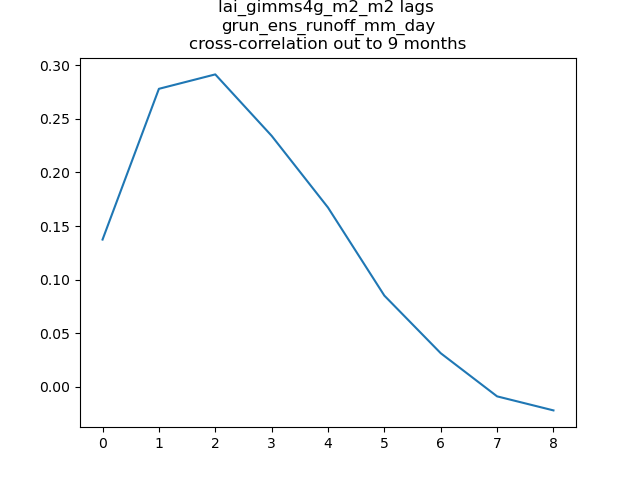 lai_gimms4g_m2_m2 lags
grun_ens_runoff_mm_day
cross-correlation out to 9 months
0.30
0.25
0.20
0.15
0.10
0.05
0.00
0 1 2 3 4 5 6 7 8